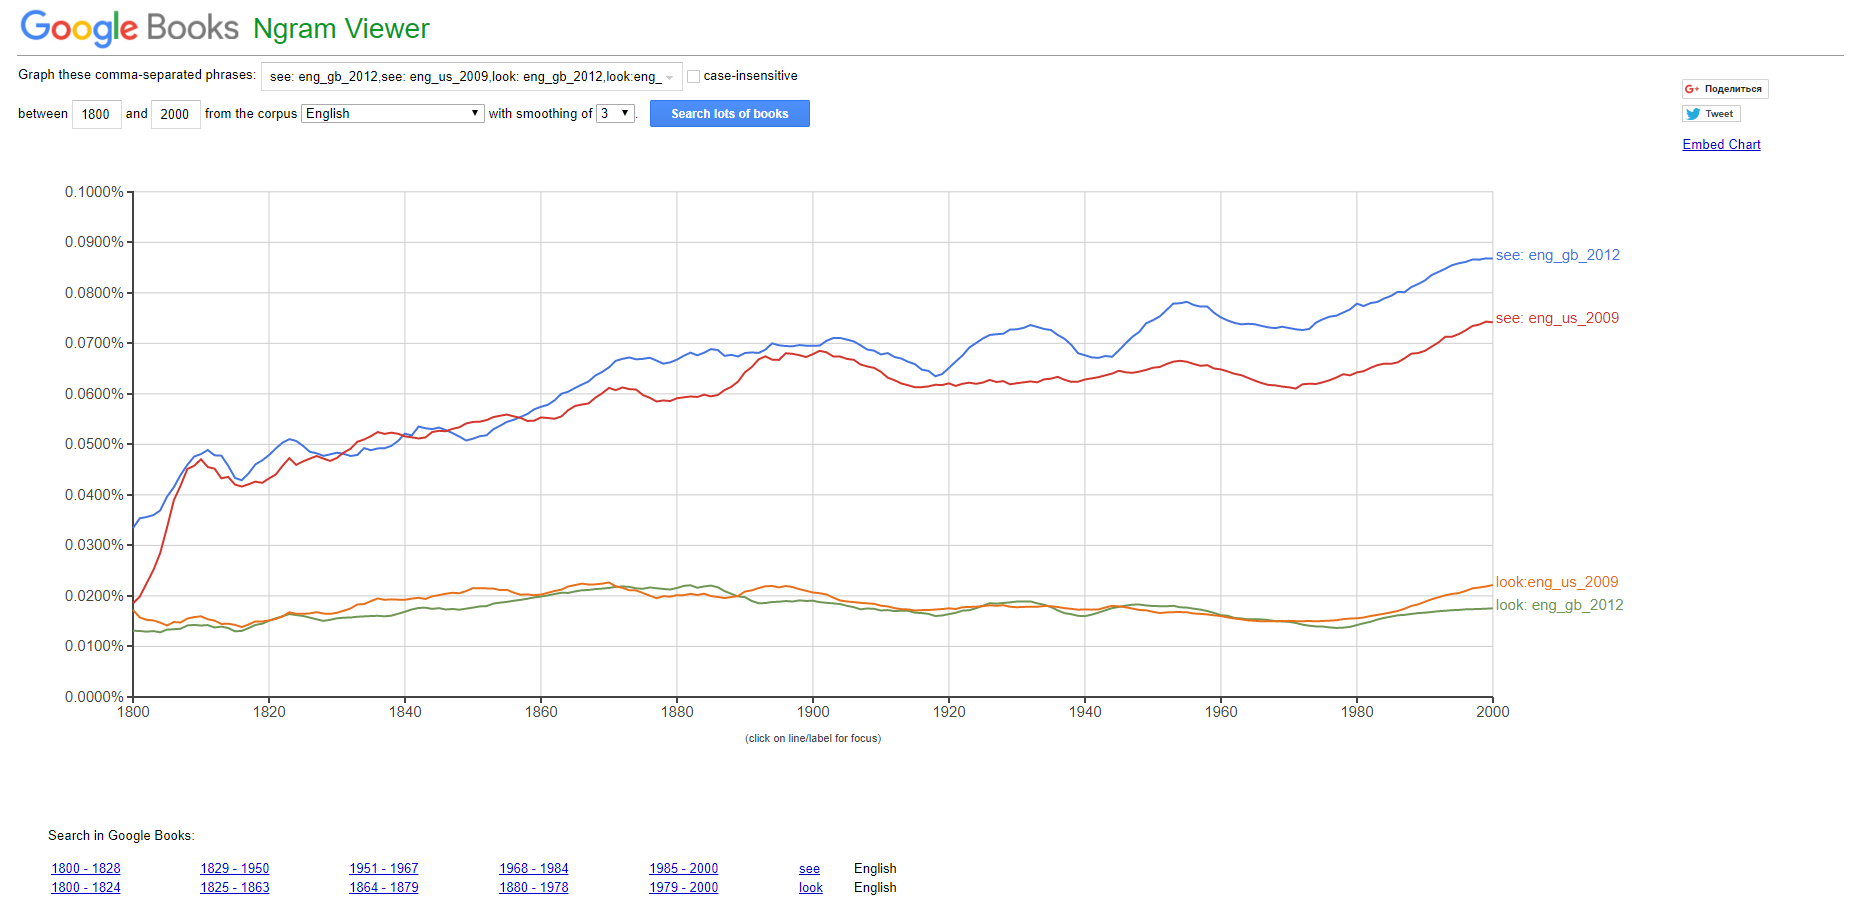 Google Books Ngram Viewer
Graph these comma-separated phrases: see: eng_gb_2012,see: eng_us_2009,look: eng_gb_2012,look:eng_ case-insensitive
between 1800 and 2000 from the corpus English with smoothing of 3 . Search lots of books
G+ Поделиться
Tweet
Embed Chart
0.1000%
0.0900%
0.0800%
0.0700%
0.0600%
0.0500%
0.0400%
0.0300%
0.0200%
0.0100%
0.0000%
see: eng_gb_2012
see: eng_us_2009
look:eng_us_2009
look: eng_gb_2012
1800 1820 1840 1860 1880 1900 1920 1940 1960 1980 2000
(click on line/label for focus)
Search in Google Books:
1800 - 1828 1829 - 1950 1951 - 1967 1968 - 1984 1985 - 2000 see English
1800 - 1824 1825 - 1863 1864 - 1879 1880 - 1978 1979 - 2000 look English